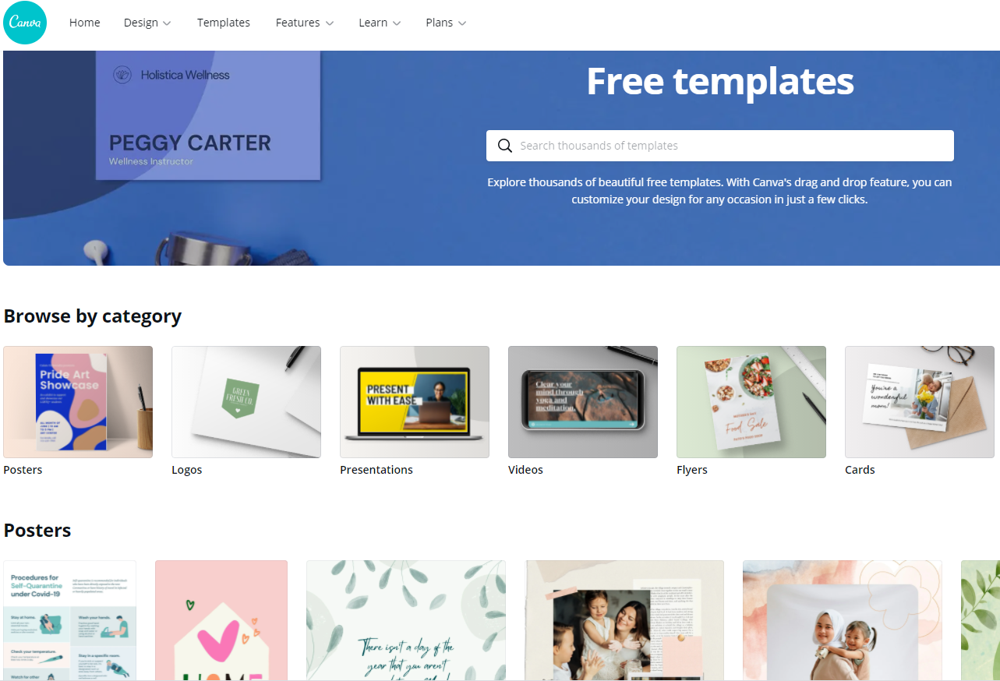 Canva
Home
Design
Templates
Features
Learn
Plans
Holistica Wellness
PEGGY CARTER
Wellness Instructor
Free templates
Search thousands of templates
Explore thousands of beautiful free templates. With Canva's drag and drop feature, you can
customize your design for any occasion in just a few clicks.
Browse by category
Pride Art
Showcase
GREEN
FRESH CO.
PRESENT
WITH EASE
Clear your
mind through
yoga and
meditation.
Food Sale
You're a
wonderful
mom!
Posters
Logos
Presentations
Videos
Flyers
Cards
Posters
Procedures for
Self-Quarantine
under Covid-19
Stay at home.
Wash your hands.
Check your temperature.
Stay in a specific room.
Watch for other
HOME
There isn't a day of the
year that you aren't